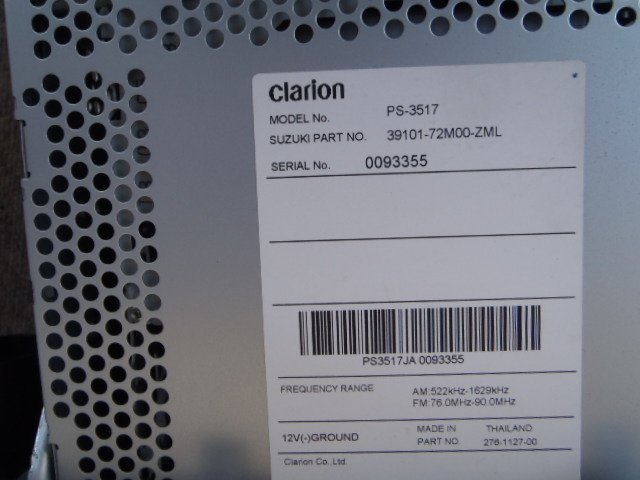 Clarion
MODEL No. PS-3517
SUZUKI PART NO. 39101-72M00-ZML
SERIAL No. 0093355
PS3517JA 0093355
FREQUENCY RANGE AM:522kHz-1629kHz
FM:76.0MHz-90.0MHz
12V(-)GROUND MADE IN THAILAND
PART NO. 276-1127-00
Clarion Co.,Ltd.